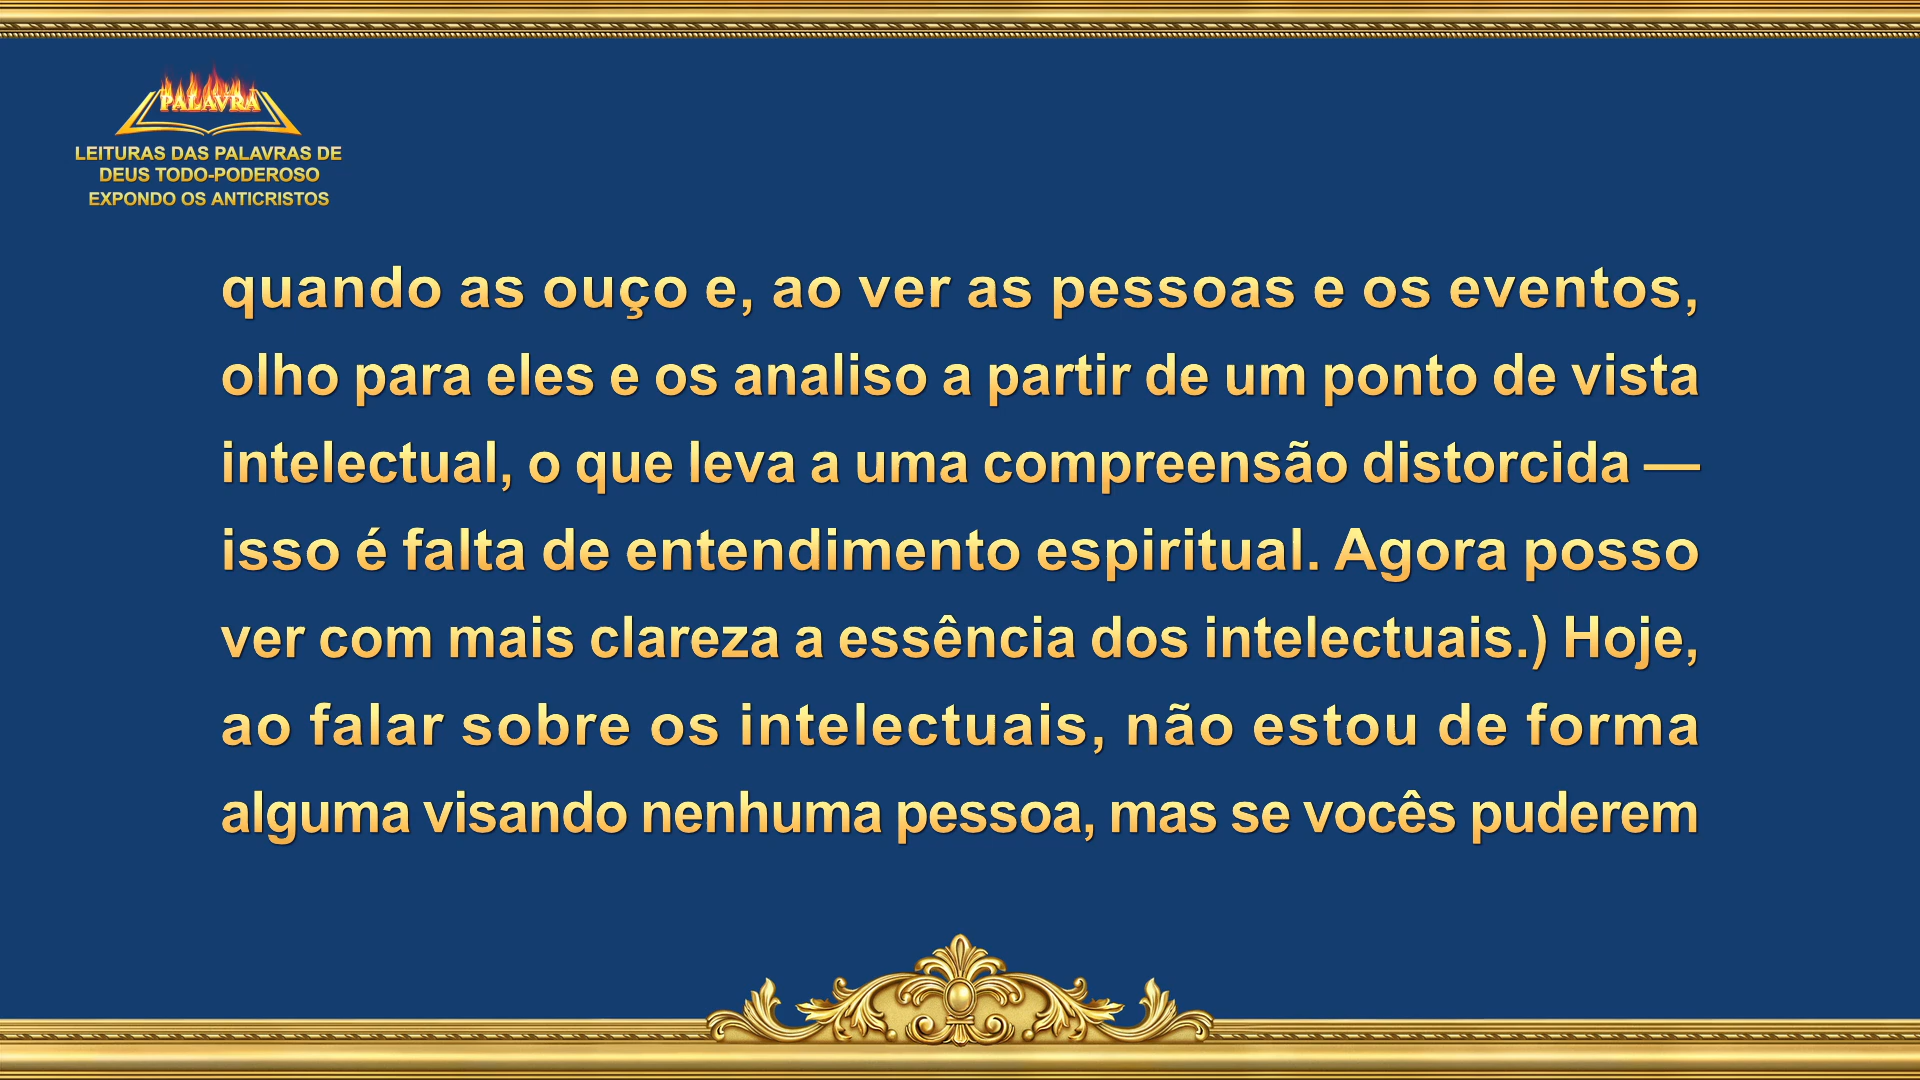 PALAVRA
LEITURAS DAS PALAVRAS DE
DEUS TODO-PODEROSO
EXPONDO OS ANTICRISTOS
quando as ouço e, ao ver as pessoas e os eventos,
olho para eles e os analiso a partir de um ponto de vista
intelectual, o que leva a uma compreensão distorcida —
isso é falta de entendimento espiritual. Agora posso
ver com mais clareza a essência dos intelectuais.) Hoje,
ao falar sobre os intelectuais, não estou de forma
alguma visando nenhuma pessoa, mas se vocês puderem